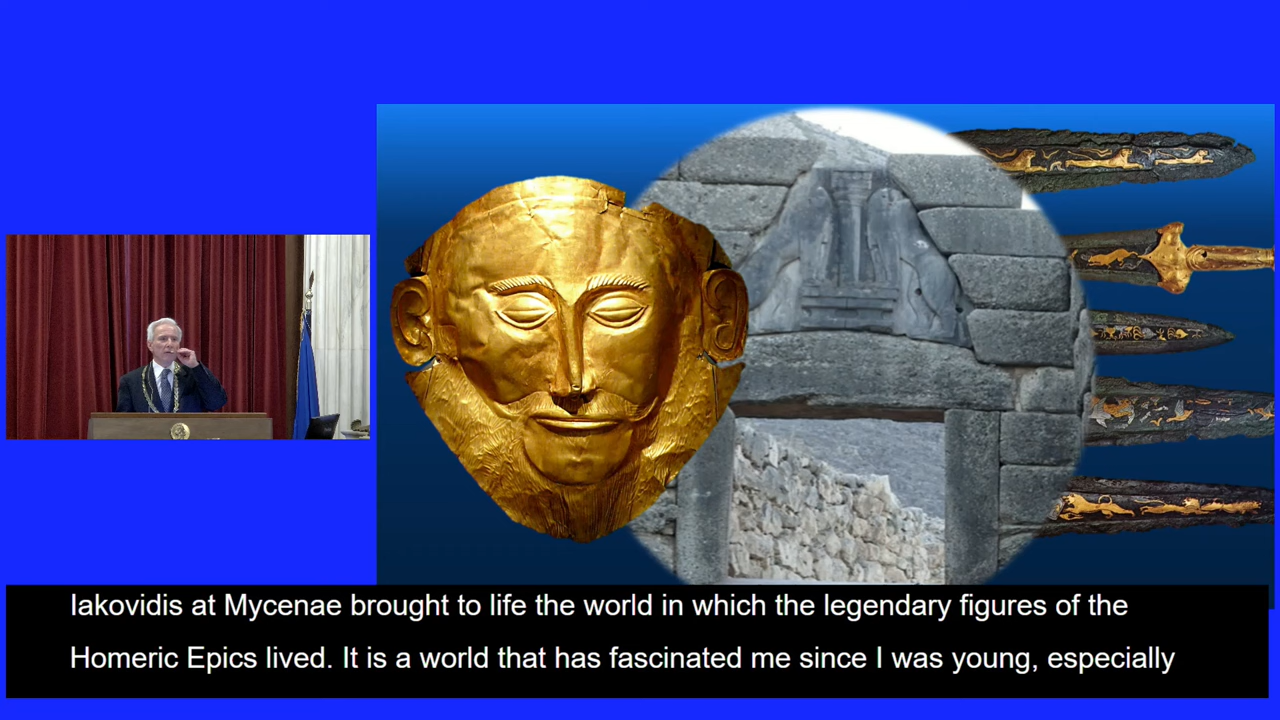 Iakovidis at Mycenae brought to life the world in which the legendary figures of the
Homeric Epics lived. It is a world that has fascinated me since I was young, especially